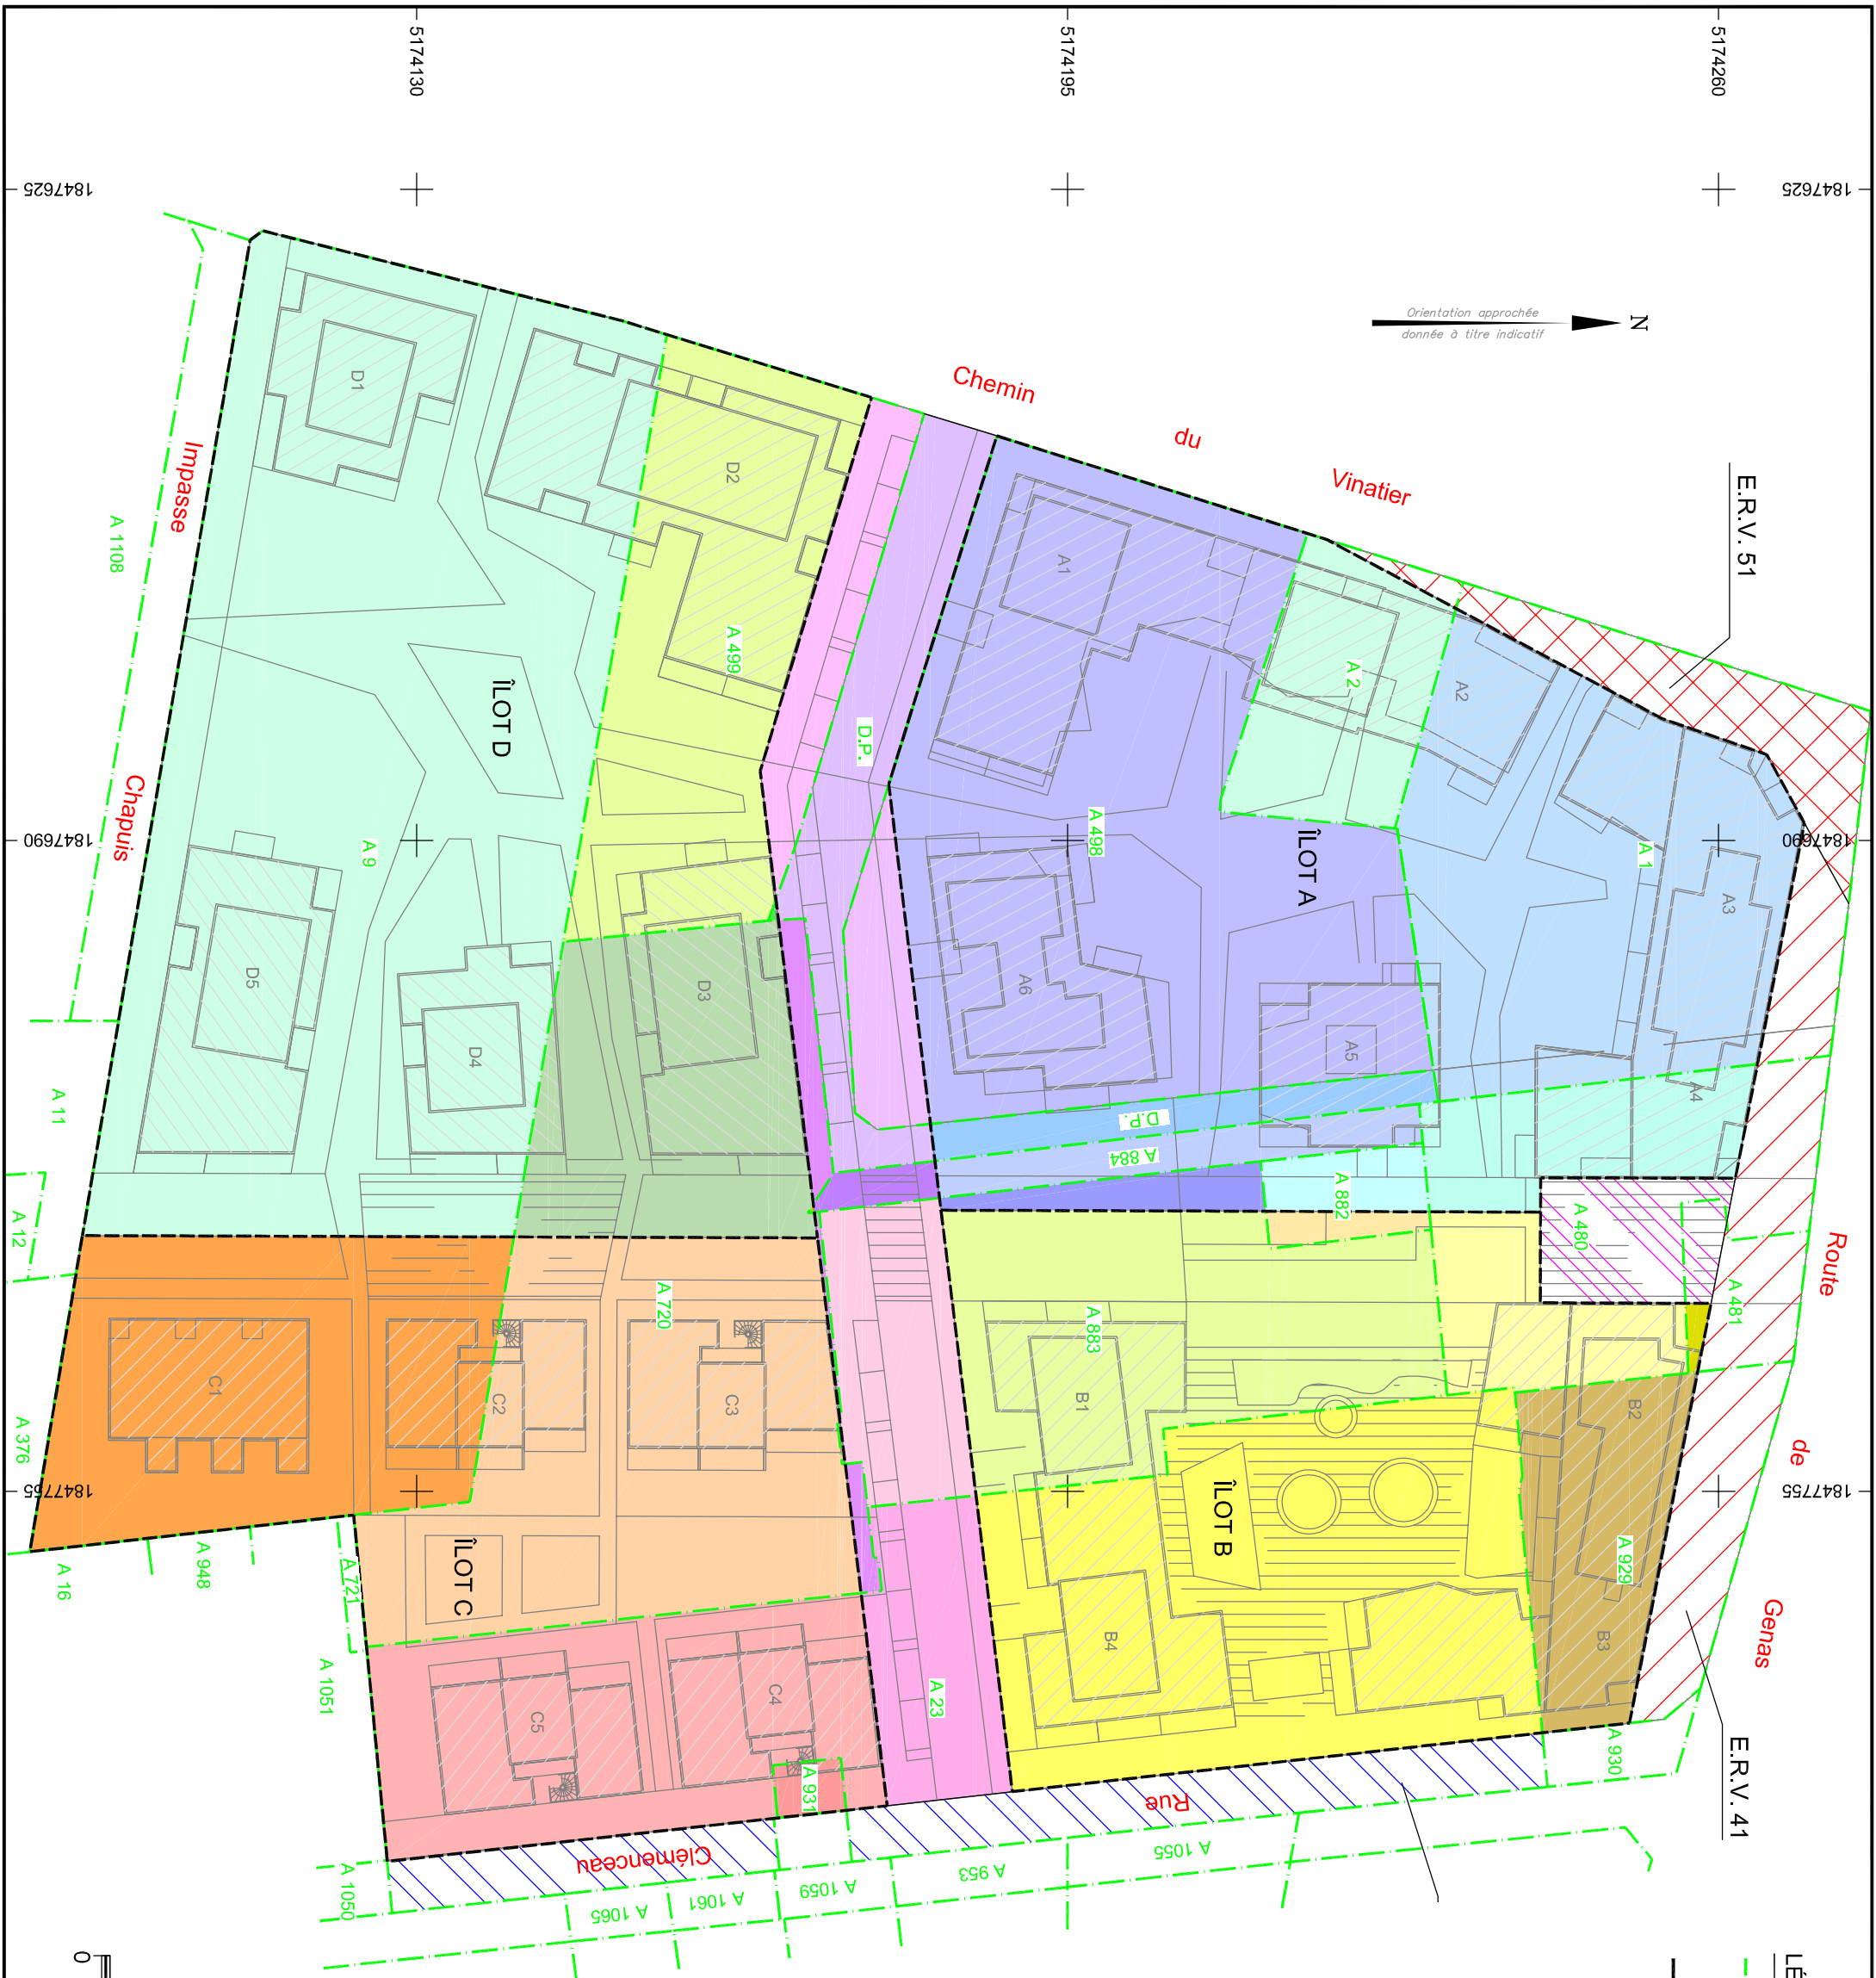 5174130
5174195
5174260
1847625
1847625
N
Orientation approchée
donnée à titre indicatif
Chemin
du
Vinatier
E.R.V. 51
Impasse
Chapuis
A 1108
D1
D2
A 499
D.P.
ÎLOT D
A 9
A1
A 2
A2
A 498
ÎLOT A
A 1
A3
1847690
1847690
D5
D4
D3
A6
A5
A4
D.P.
A 884
A 882
A 480
A 481
A 11
A 12
A 376
A 16
A 948
A 721
A 1051
A 1050
A 720
C1
C2
C3
ÎLOT C
C5
C4
A 931
A 23
A 883
B1
B2
ÎLOT B
A 929
B4
B3
A 930
Route
de
Genas
E.R.V. 41
1847755
1847755
Rue
Clémenceau
A 1065
A 1061
A 1059
A 953
A 1055
0
LÉ